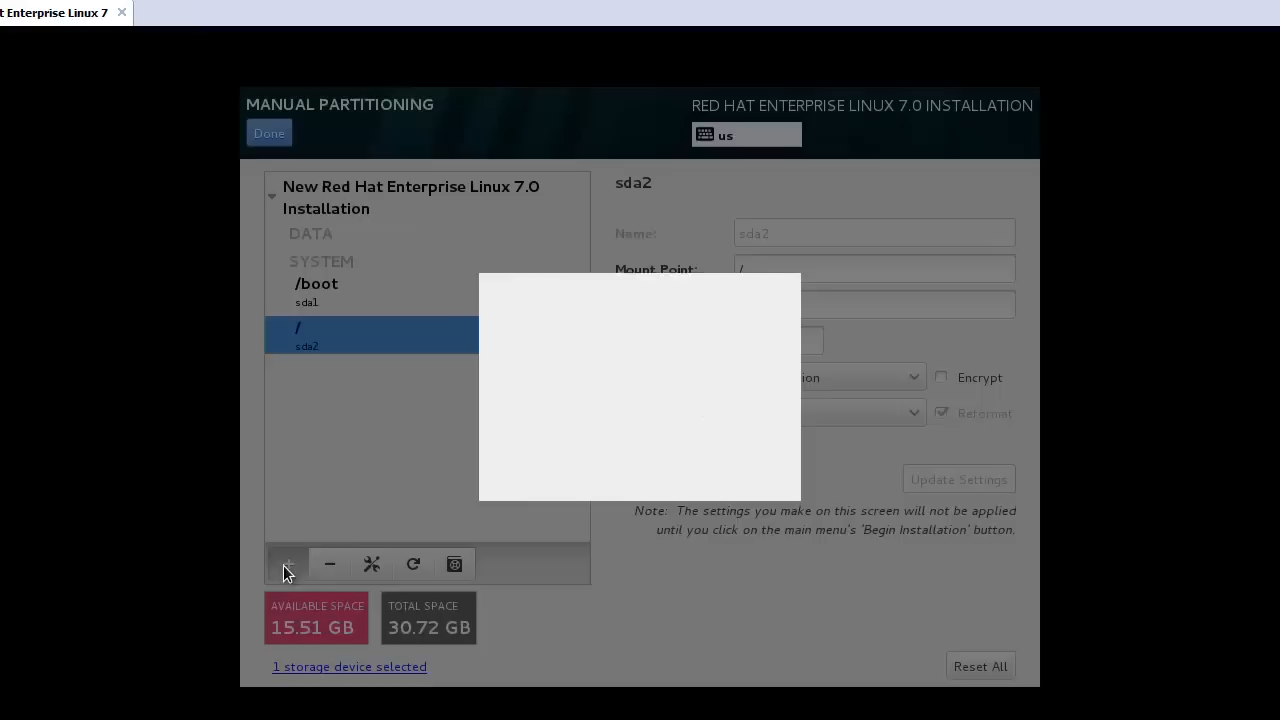 t Enterprise Linux 7
MANUAL PARTITIONING
RED HAT ENTERPRISE LINUX 7.0 INSTALLATION
Done
us
New Red Hat Enterprise Linux 7.0
Installation
DATA
SYSTEM
/boot
sda1
/
sda2
sda2
Name:
sda2
Mount Point:
/
ion
Encrypt
Reformat
Update Settings
Note: The settings you make on this screen will not be applied
until you click on the main menu's 'Begin Installation' button.
AVAILABLE SPACE
15.51 GB
TOTAL SPACE
30.72 GB
1 storage device selected
Reset All